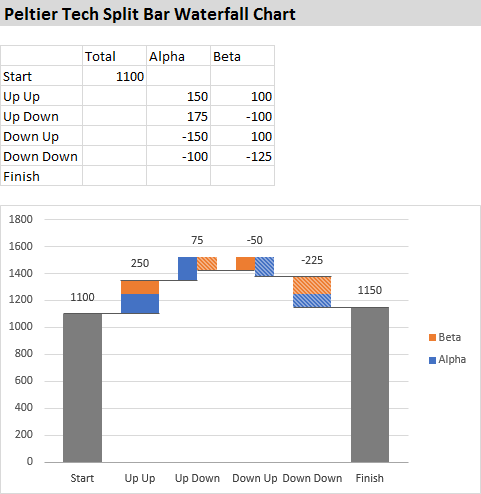 Peltier Tech Split Bar Waterfall Chart
Total Alpha Beta
Start 1100
Up Up 150 100
Up Down 175 -100
Down Up -150 100
Down Down -100 -125
Finish
1800
1600
1400
1200
1000
800
600
400
200
0
1100
250
75
-50
-225
1150
Beta
Alpha
Start Up Up Up Down Down Up Down Down Finish